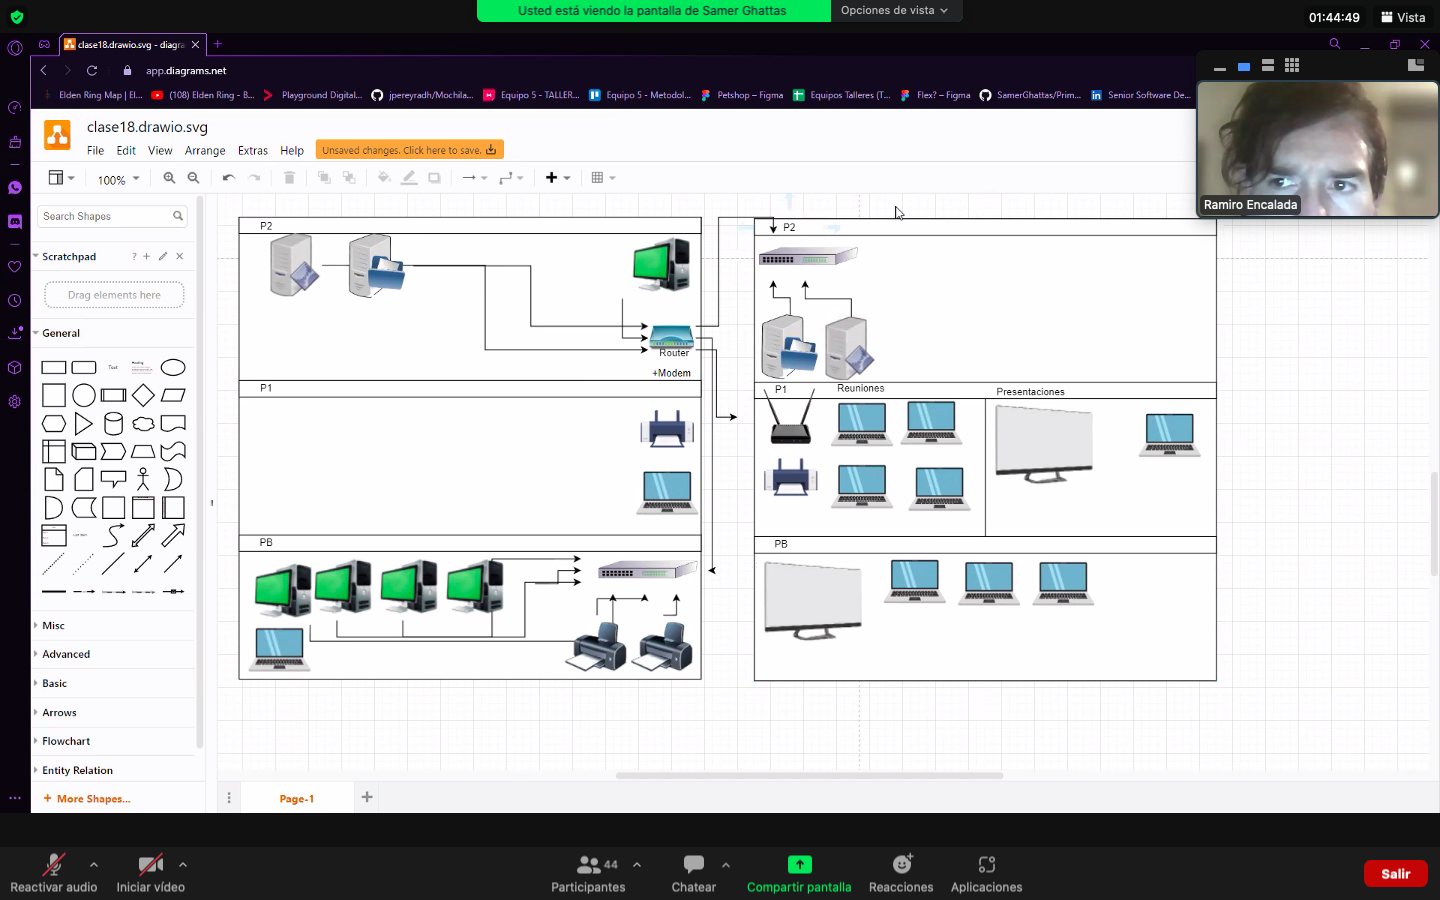 Usted está viendo la pantalla de Samer Ghattas
Opciones de vista
01:44:49
Vista
clase18.drawio.svg - diagra
app.diagrams.net
Elden Ring Map | El...
(108) Elden Ring - B...
Playground Digital...
jpereyradh/Mochila...
Equipo 5 - TALLER...
Equipo 5 - Metodol...
Petshop – Figma
Equipos Talleres (T...
Flex? – Figma
SamerGhattas/Prim...
Senior Software De...
clase18.drawio.svg
File Edit View Arrange Extras Help
Unsaved changes. Click here to save.
100%
Ramiro Encalada
Search Shapes
Scratchpad
Drag elements here
General
Text
Heading
Misc
Advanced
Basic
Arrows
Flowchart
Entity Relation
+ More Shapes...
P2
Router
+Modem
P1
PB
P2
P1
Reuniones
Presentaciones
PB
Page-1
Reactivar audio
Iniciar vídeo
44
Participantes
Chatear
Compartir pantalla
Reacciones
Aplicaciones
Salir